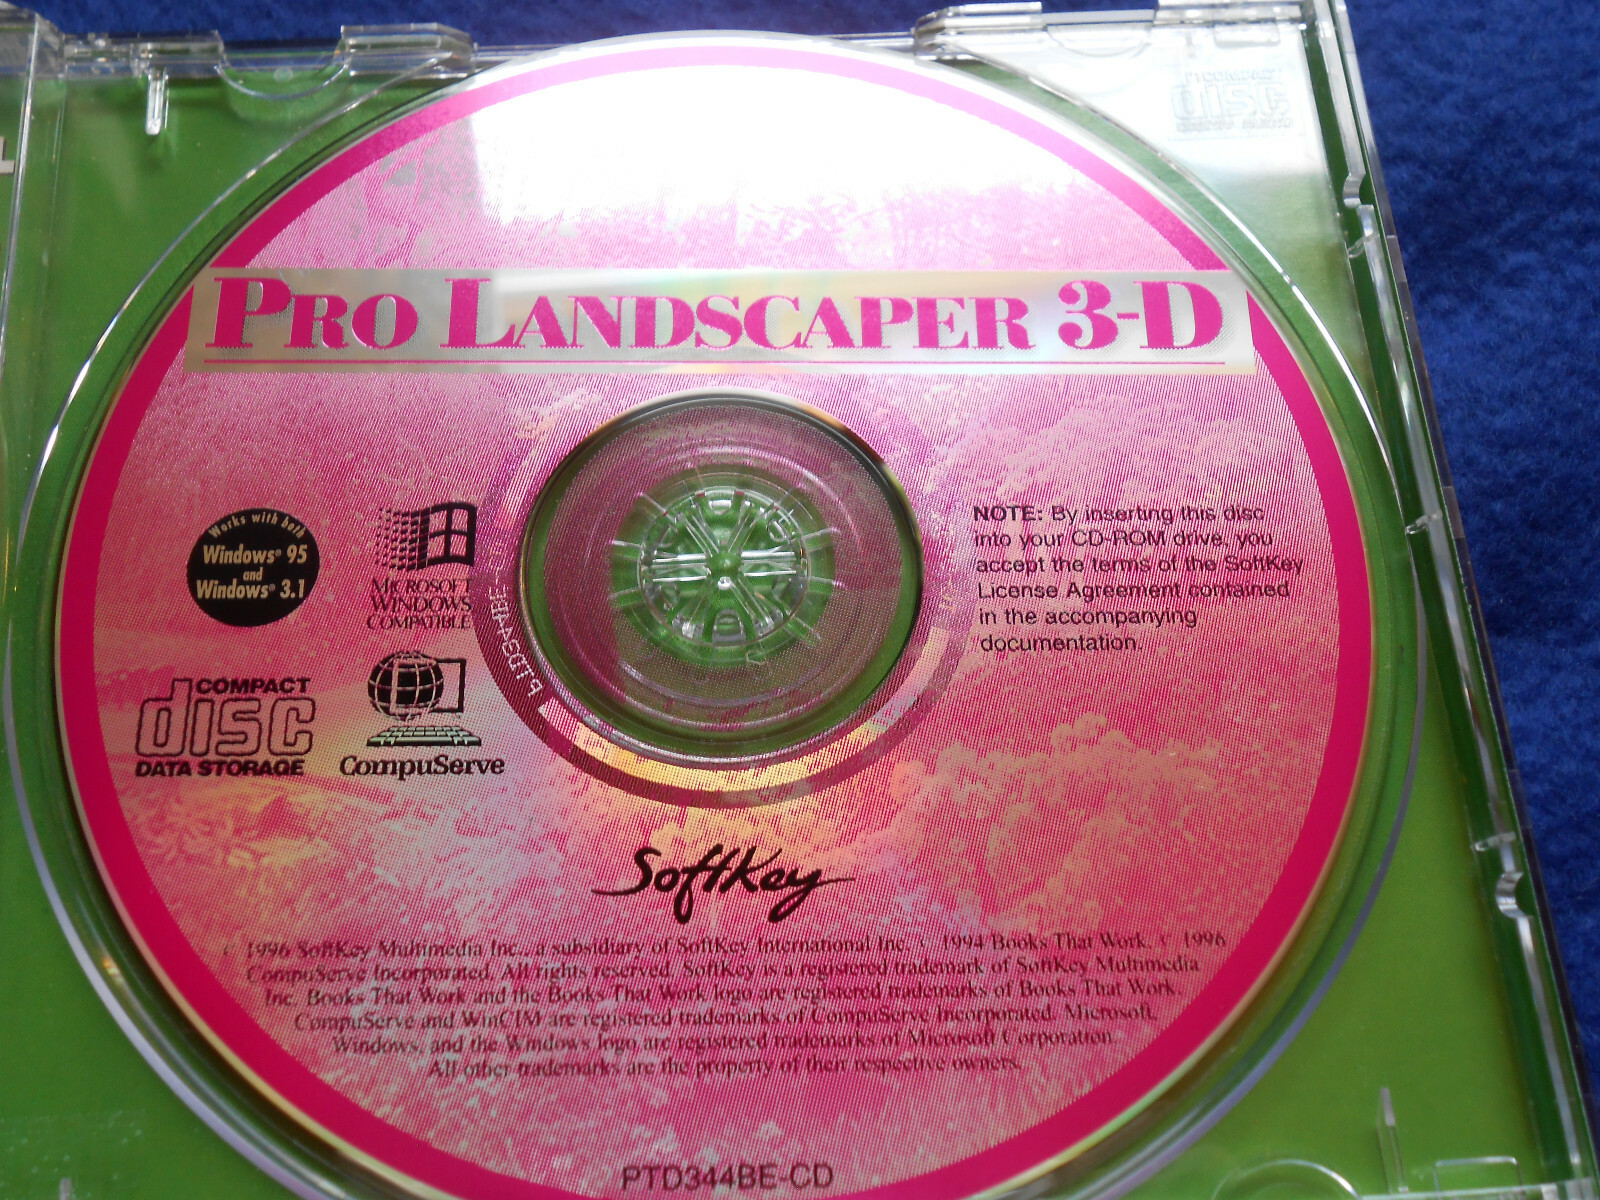 COMPACT
disc
PRO LANDSCAPER 3-D
Works with both
Windows® 95
and
Windows® 3.1
MICROSOFT
WINDOWS
COMPATIBLE
NOTE: By inserting this disc
into your CD-ROM drive, you
accept the terms of the SoftKey
License Agreement contained
in the accompanying
documentation.
PTD344BE-
COMPACT
disc
DATA STORAGE
CompuServe
SoftKey
© 1996 SoftKey Multimedia Inc., a subsidiary of SoftKey International Inc. © 1994 Books That Work. © 1996
CompuServe Incorporated. All rights reserved. SoftKey is a registered trademark of SoftKey Multimedia
Inc. Books That Work and the Books That Work logo are registered trademarks of Books That Work.
CompuServe and WinCIM are registered trademarks of CompuServe Incorporated. Microsoft,
Windows, and the Windows logo are registered trademarks of Microsoft Corporation.
All other trademarks are the property of their respective owners.
PTD344BE-CD